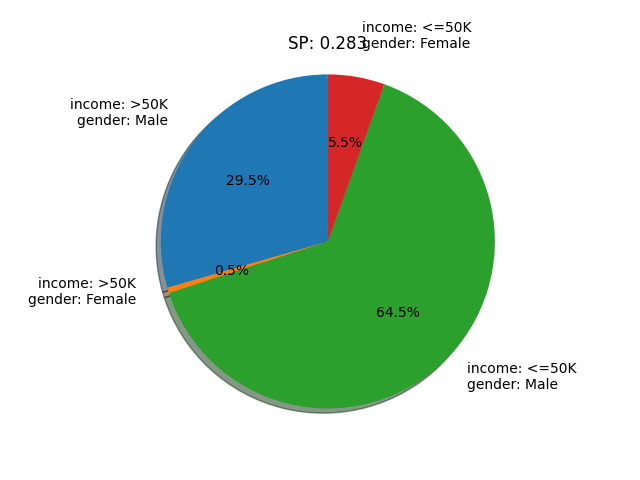 income: <=50K
gender: Female
SP: 0.283
income: >50K
gender: Male
5.5%
29.5%
0.5%
income: >50K
gender: Female
64.5%
income: <=50K
gender: Male